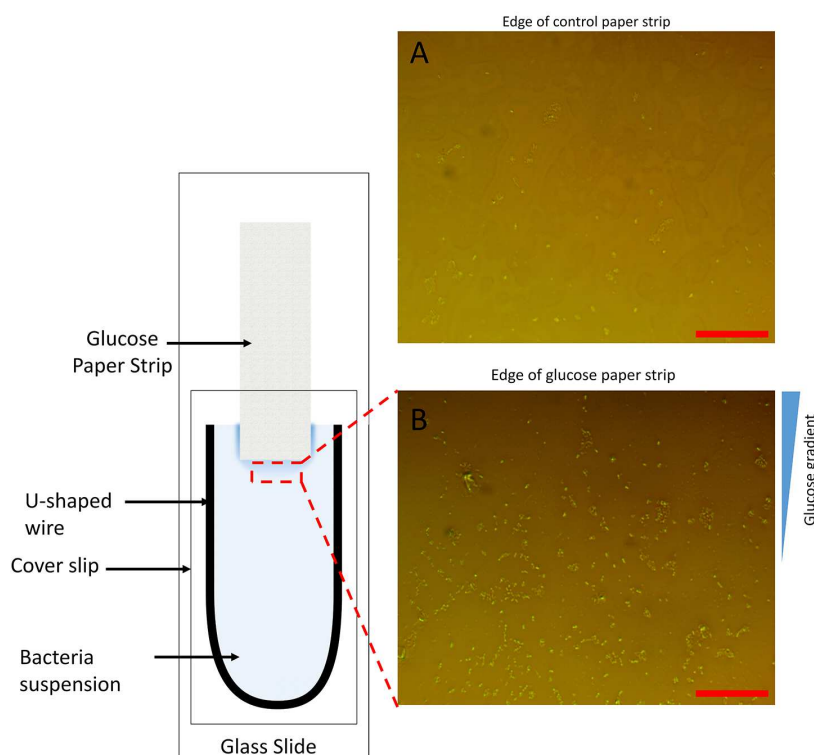 Edge of control paper strip
A
Glucose
Paper Strip
Edge of glucose paper strip
B
Glucose gradient
U-shaped
wire
Cover slip
Bacteria
suspension
Glass Slide